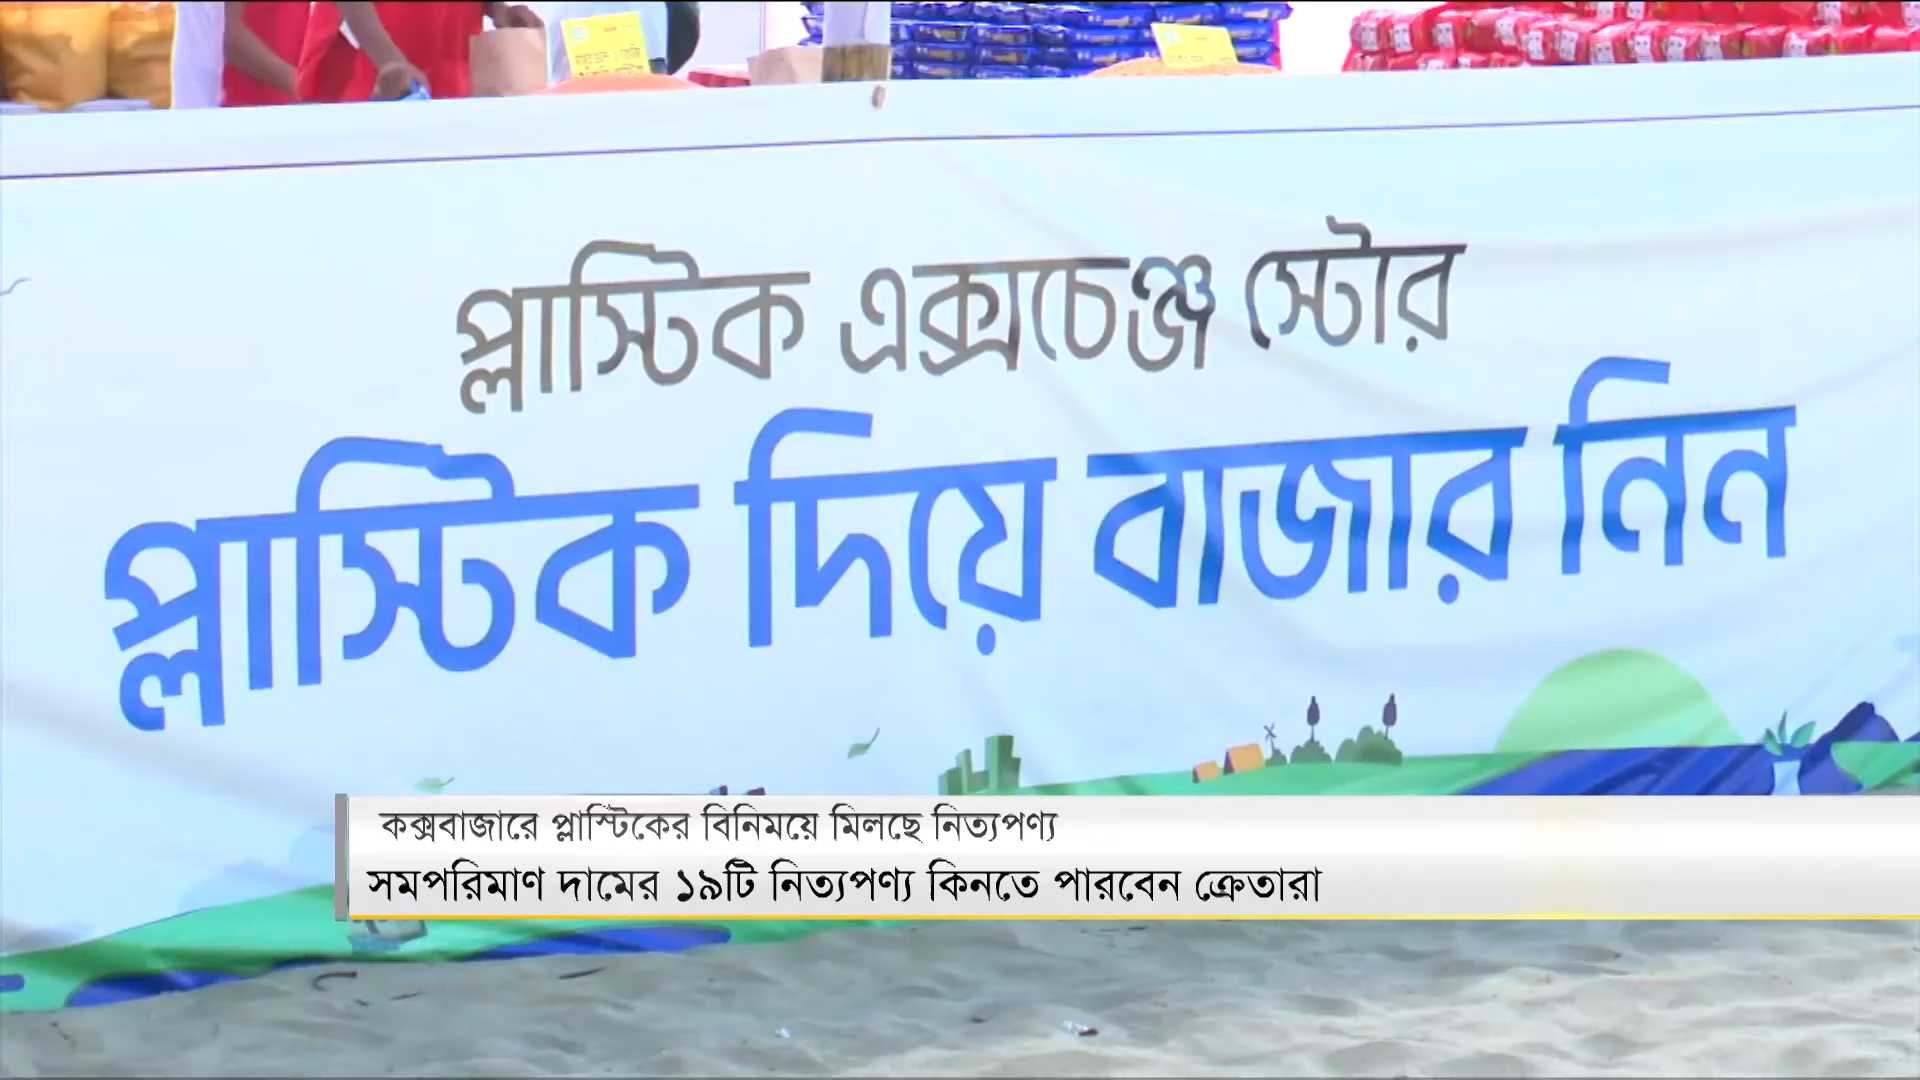 প্লাস্টিক এক্সচেঞ্জ স্টোর
প্লাস্টিক দিয়ে বাজার নিন
কক্সবাজারে প্লাস্টিকের বিনিময়ে মিলছে নিত্যপণ্য
সমপরিমাণ দামের ১৯টি নিত্যপণ্য কিনতে পারবেন ক্রেতারা